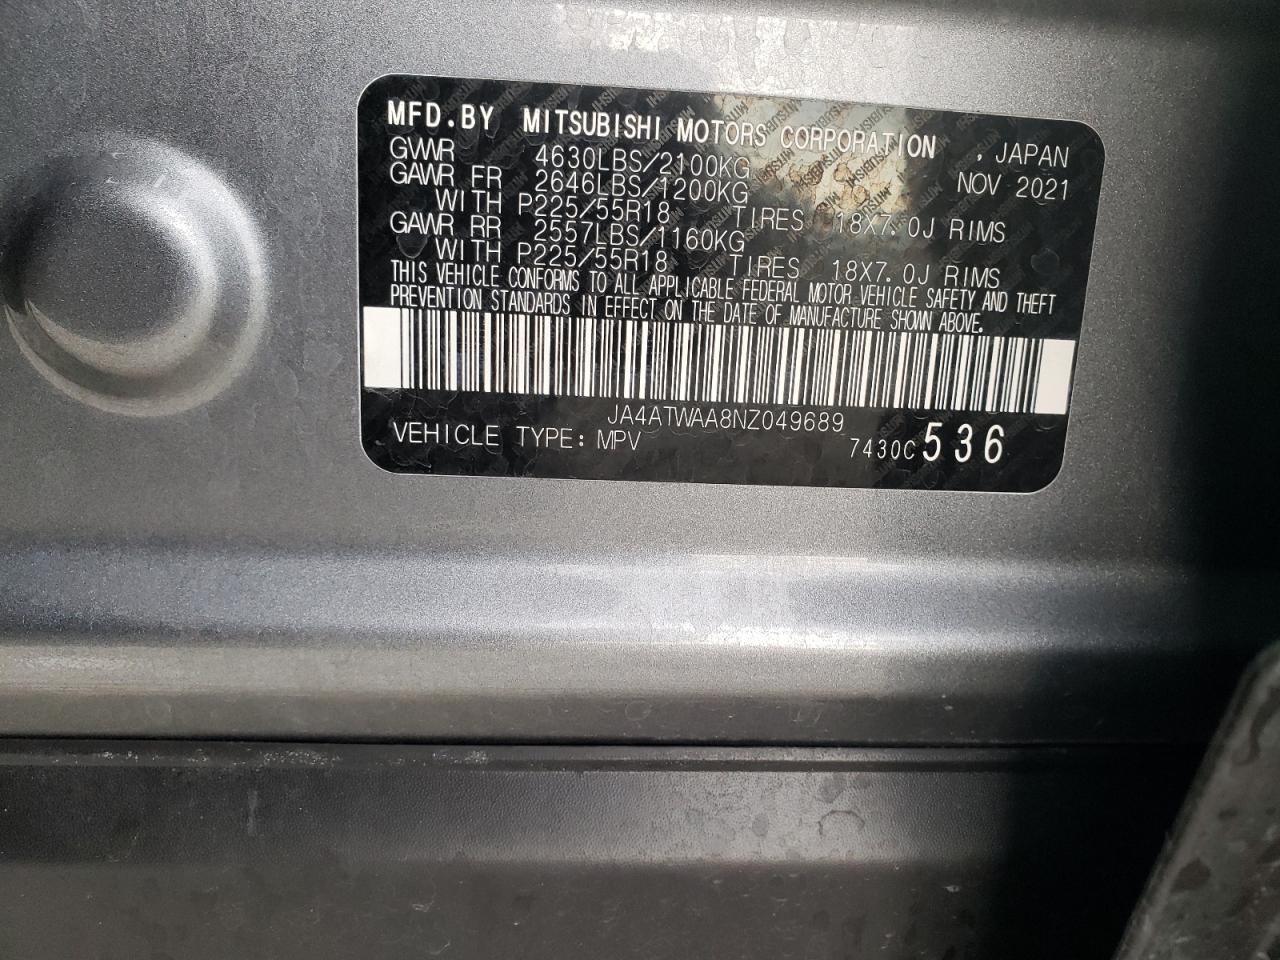 MFD.BY MITSUBISHI MOTORS CORPORATION , JAPAN
GVWR 4630LBS/2100KG NOV 2021
GAWR FR 2646LBS/1200KG
WITH P225/55R18 TIRES 18X7.0J RIMS
GAWR RR 2557LBS/1160KG
WITH P225/55R18 TIRES 18X7.0J RIMS
THIS VEHICLE CONFORMS TO ALL APPLICABLE FEDERAL MOTOR VEHICLE SAFETY AND THEFT
PREVENTION STANDARDS IN EFFECT ON THE DATE OF MANUFACTURE SHOWN ABOVE.
JA4ATWAA8NZ049689
VEHICLE TYPE: MPV 7430C 536